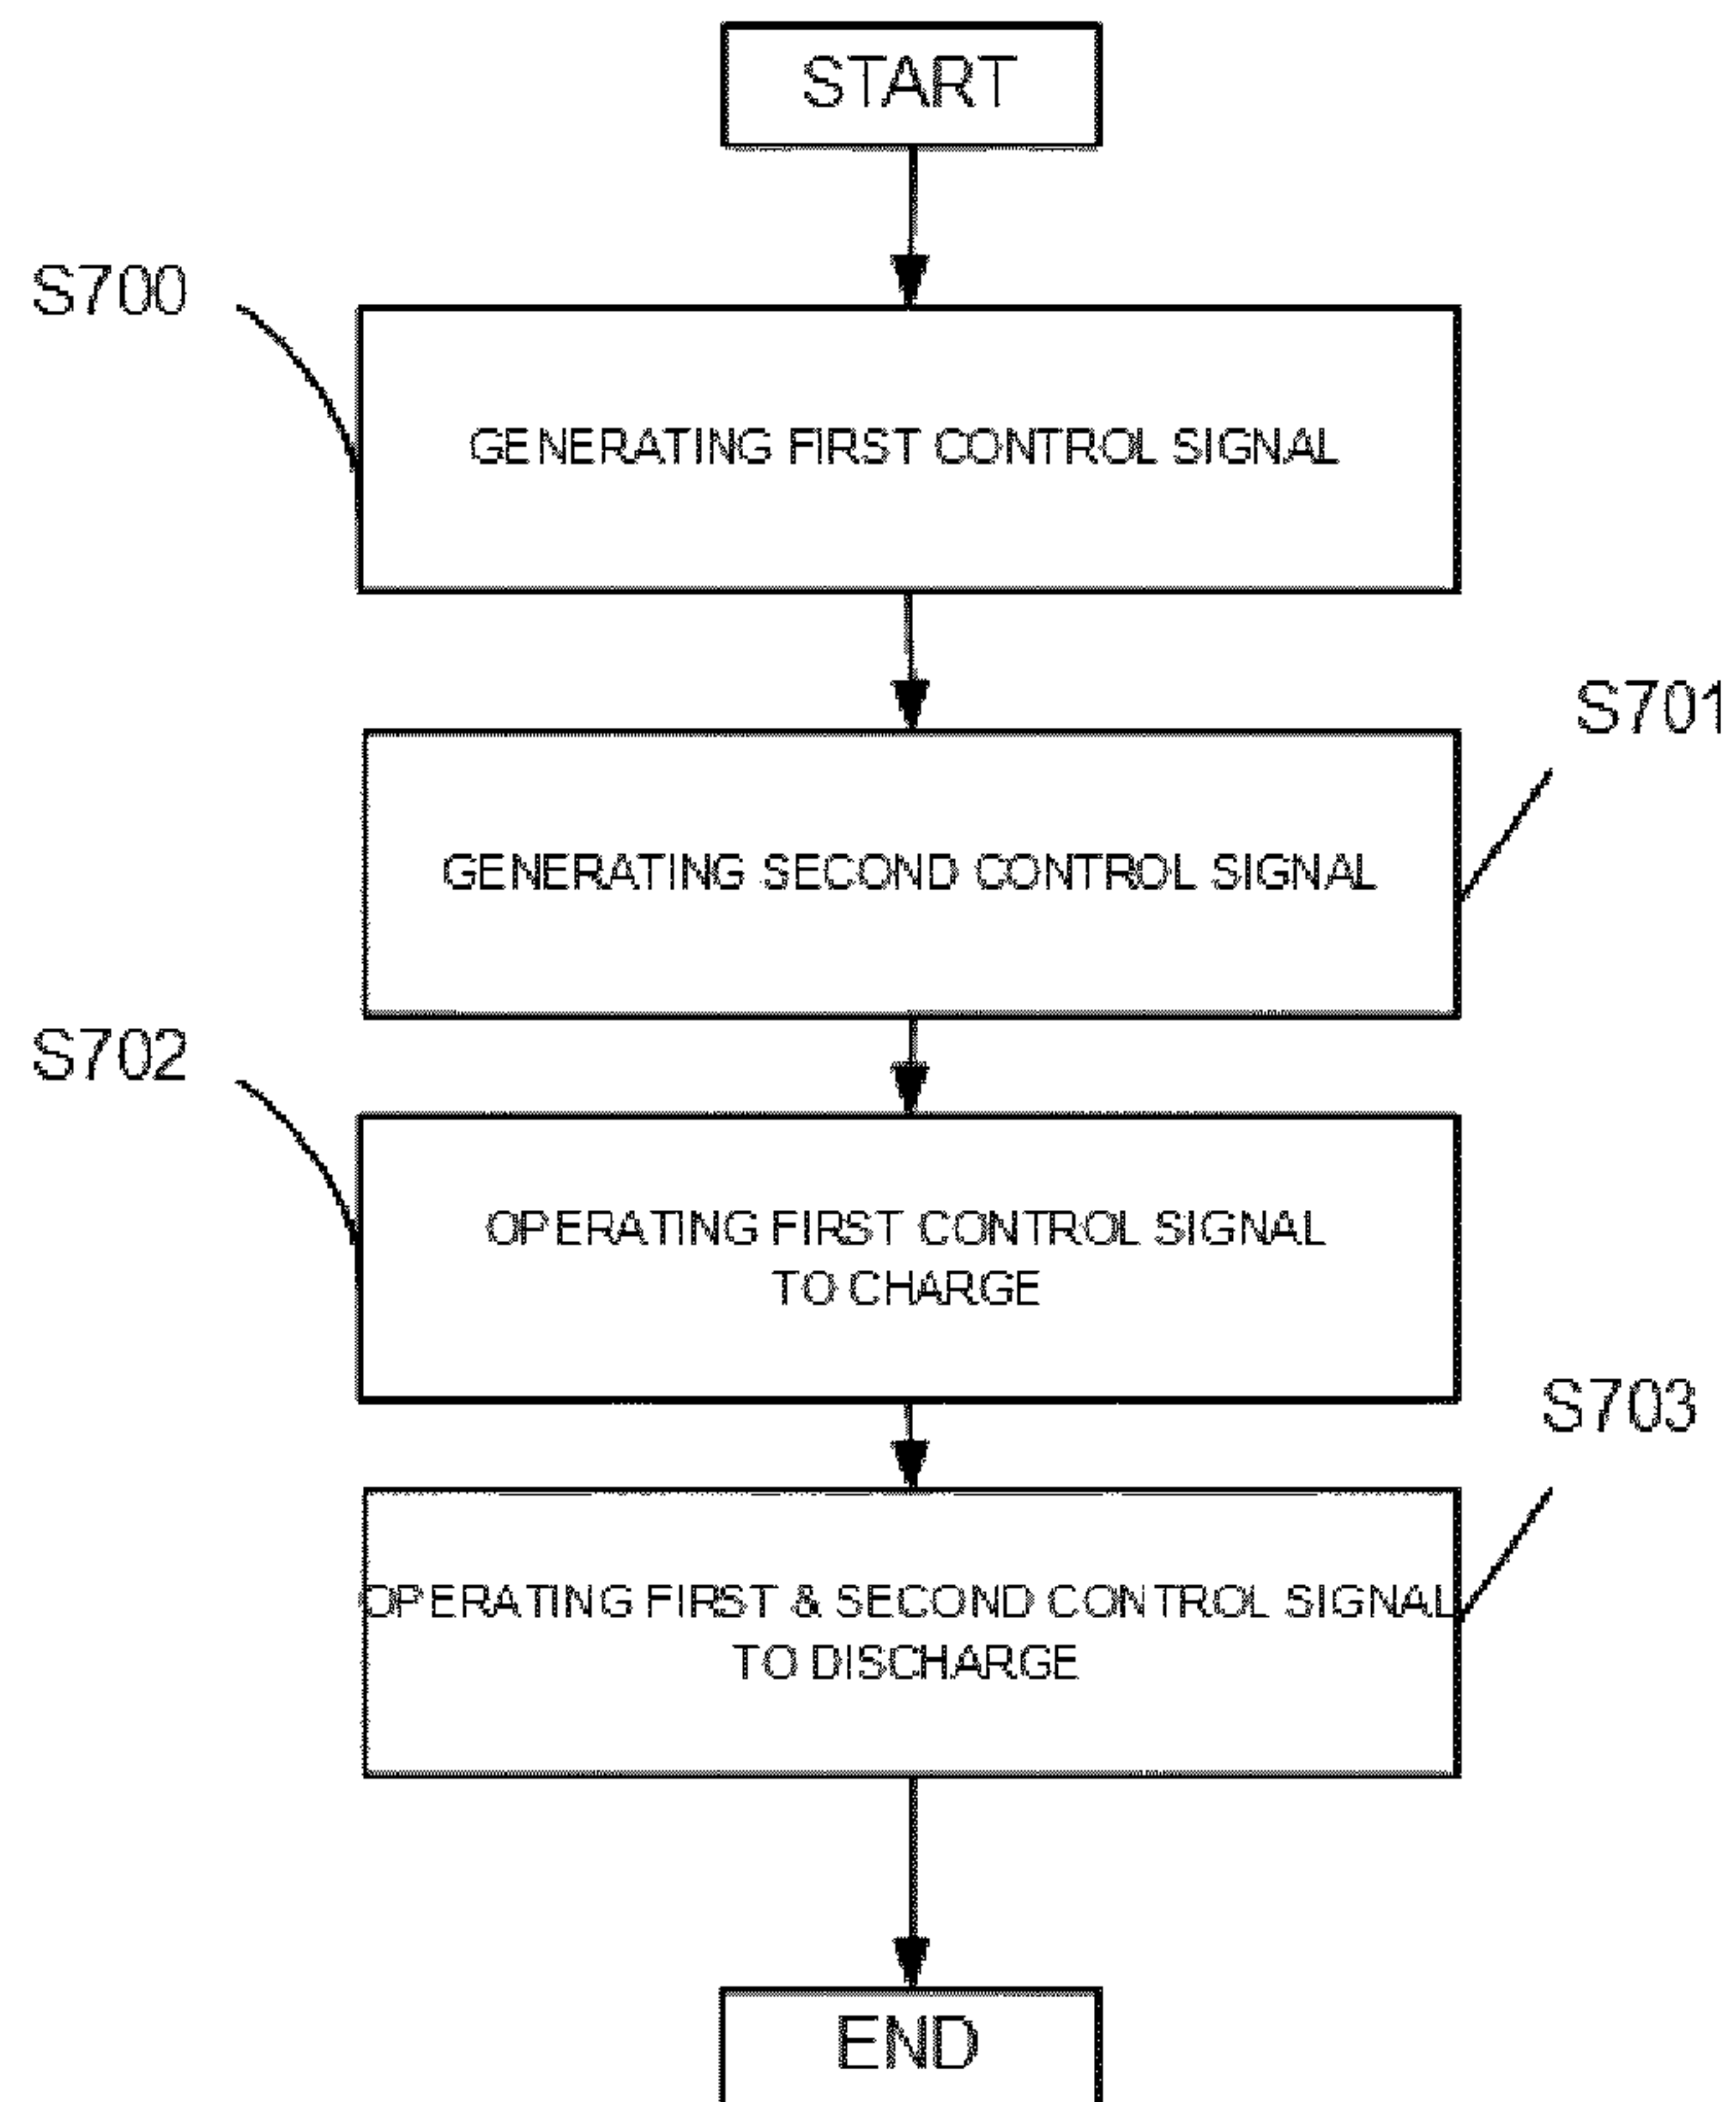 START
S700
GENERATING FIRST CONTROL SIGNAL
S701
GENERATING SECOND CONTROL SIGNAL
S702
OPERATING FIRST CONTROL SIGNAL
TO CHARGE
S703
OPERATING FIRST & SECOND CONTROL SIGNAL
TO DISCHARGE
END